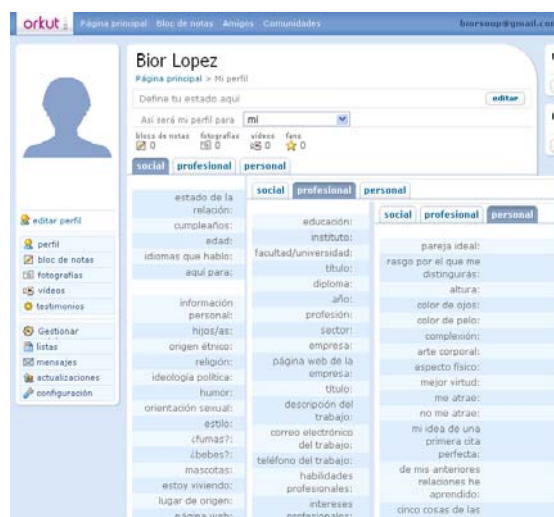 orkut
Página principal Bloc de notas Amigos Comunidades
biorsoup@gmail.com
Bior Lopez
Página principal > Mi perfil
Define tu estado aquí
editar
Así será mi perfil para mí
blocs de notas fotografías vídeos fans
0 0 0 0
social profesional personal
estado de la
relación:
cumpleaños:
edad:
idiomas que hablo:
aquí para:
información
personal:
hijos/as:
origen étnico:
religión:
ideología política:
humor:
orientación sexual:
estilo:
¿fumas?:
¿bebes?:
mascotas:
estoy viviendo:
lugar de origen:
página web:
social profesional personal
educación:
instituto:
facultad/universidad:
título:
diploma:
año:
profesión:
sector:
empresa:
página web de la
empresa:
título:
descripción del
trabajo:
correo electrónico
del trabajo:
teléfono del trabajo:
habilidades
profesionales:
intereses
profesionales:
social profesional personal
pareja ideal:
rasgo por el que me
distinguirás:
altura:
color de ojos:
color de pelo:
complexión:
arte corporal:
aspecto físico:
mejor virtud:
me atrae:
no me atrae:
mi idea de una
primera cita
perfecta:
de mis anteriores
relaciones he
aprendido:
cinco cosas de las
editar perfil
perfil
bloc de notas
fotografías
vídeos
testimonios
Gestionar
listas
mensajes
actualizaciones
configuración